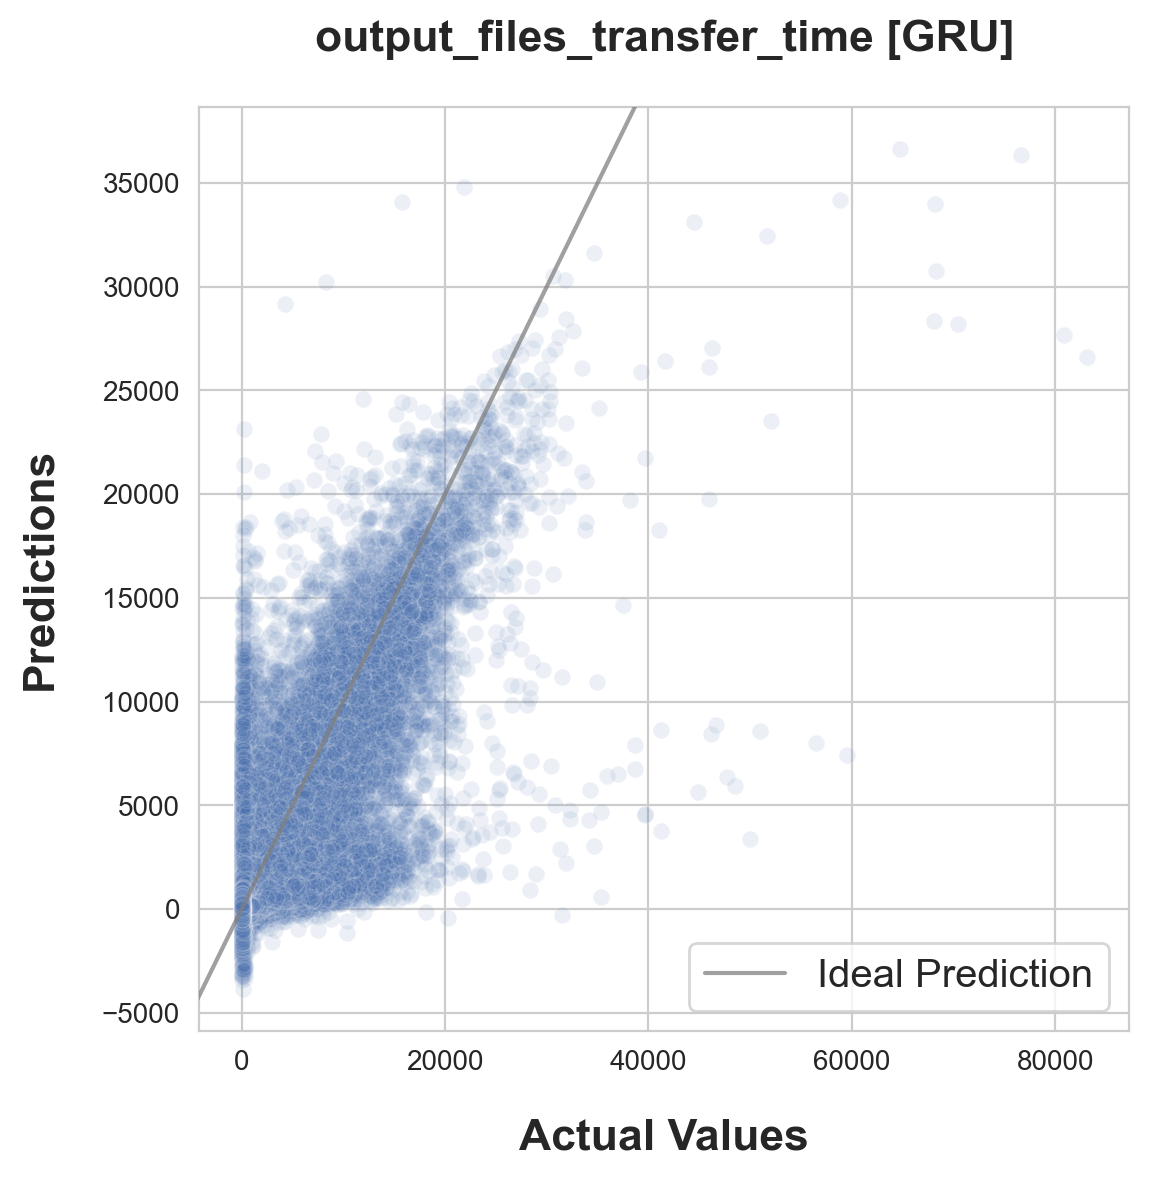 output_files_transfer_time [GRU]
Predictions
35000
30000
25000
20000
15000
10000
5000
0
−5000
0 20000 40000 60000 80000
Ideal Prediction
Actual Values